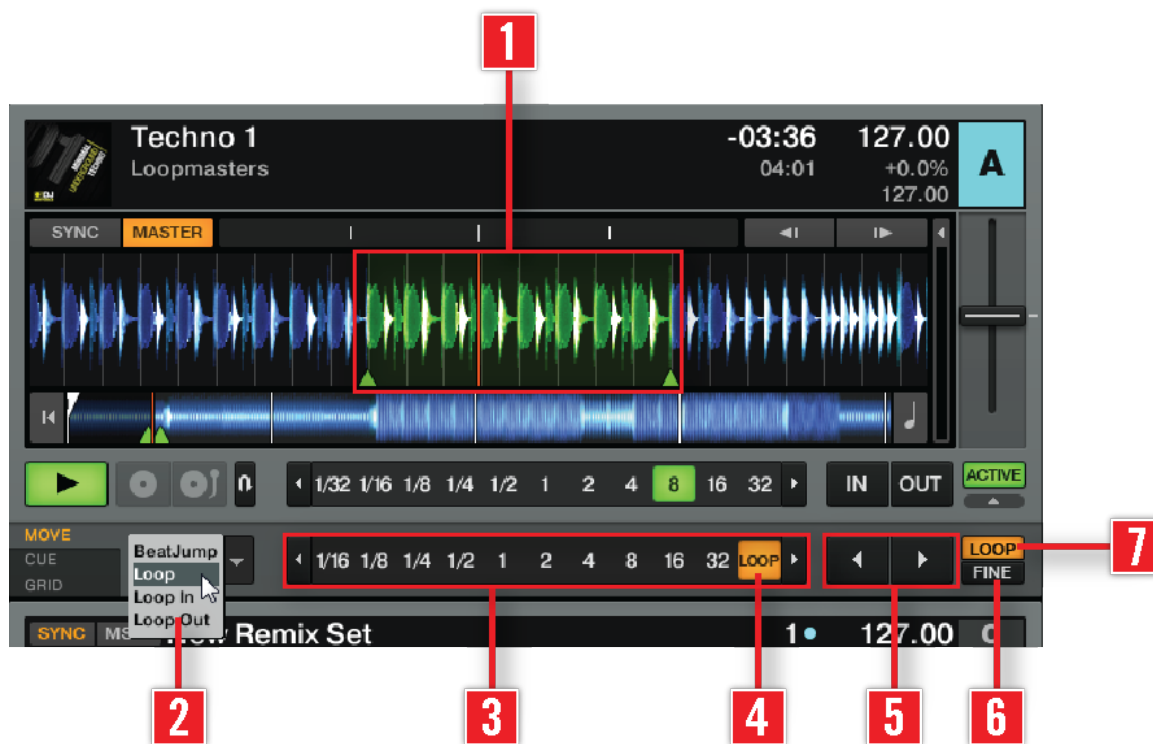 1
Techno 1 -03:36 127.00 A
Loopmasters 04:01 +0.0%
127.00
SYNC MASTER
1/32 1/16 1/8 1/4 1/2 1 2 4 8 16 32 IN OUT ACTIVE
MOVE
CUE
GRID
BeatJump
Loop
Loop In
Loop Out
1/16 1/8 1/4 1/2 1 2 4 8 16 32 LOOP
LOOP
FINE
7
SYNC Remix Set 1 127.00
2 3 4 5 6